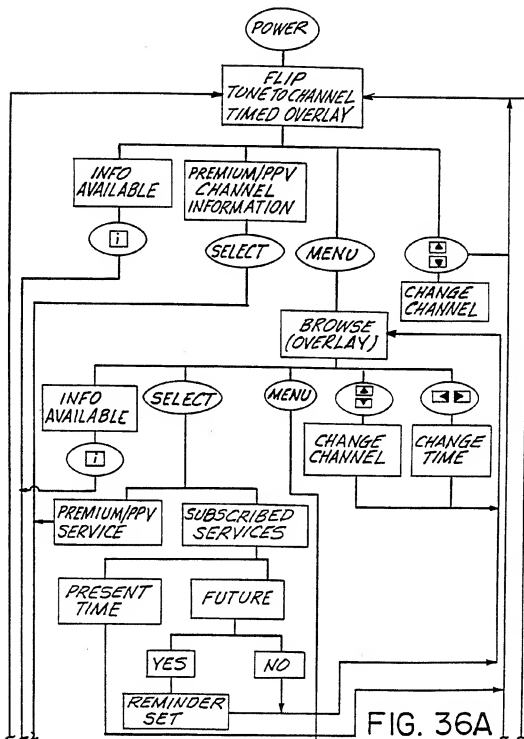 POWER
FLIP
TUNE TO CHANNEL
TIMED OVERLAY
INFO
AVAILABLE
PREMIUM/PPV
CHANNEL
INFORMATION
i
SELECT
MENU
CHANGE
CHANNEL
BROWSE
(OVERLAY)
INFO
AVAILABLE
SELECT
MENU
i
CHANGE
CHANNEL
CHANGE
TIME
PREMIUM/PPV
SERVICE
SUBSCRIBED
SERVICES
PRESENT
TIME
FUTURE
YES
NO
REMINDER
SET
FIG. 36A